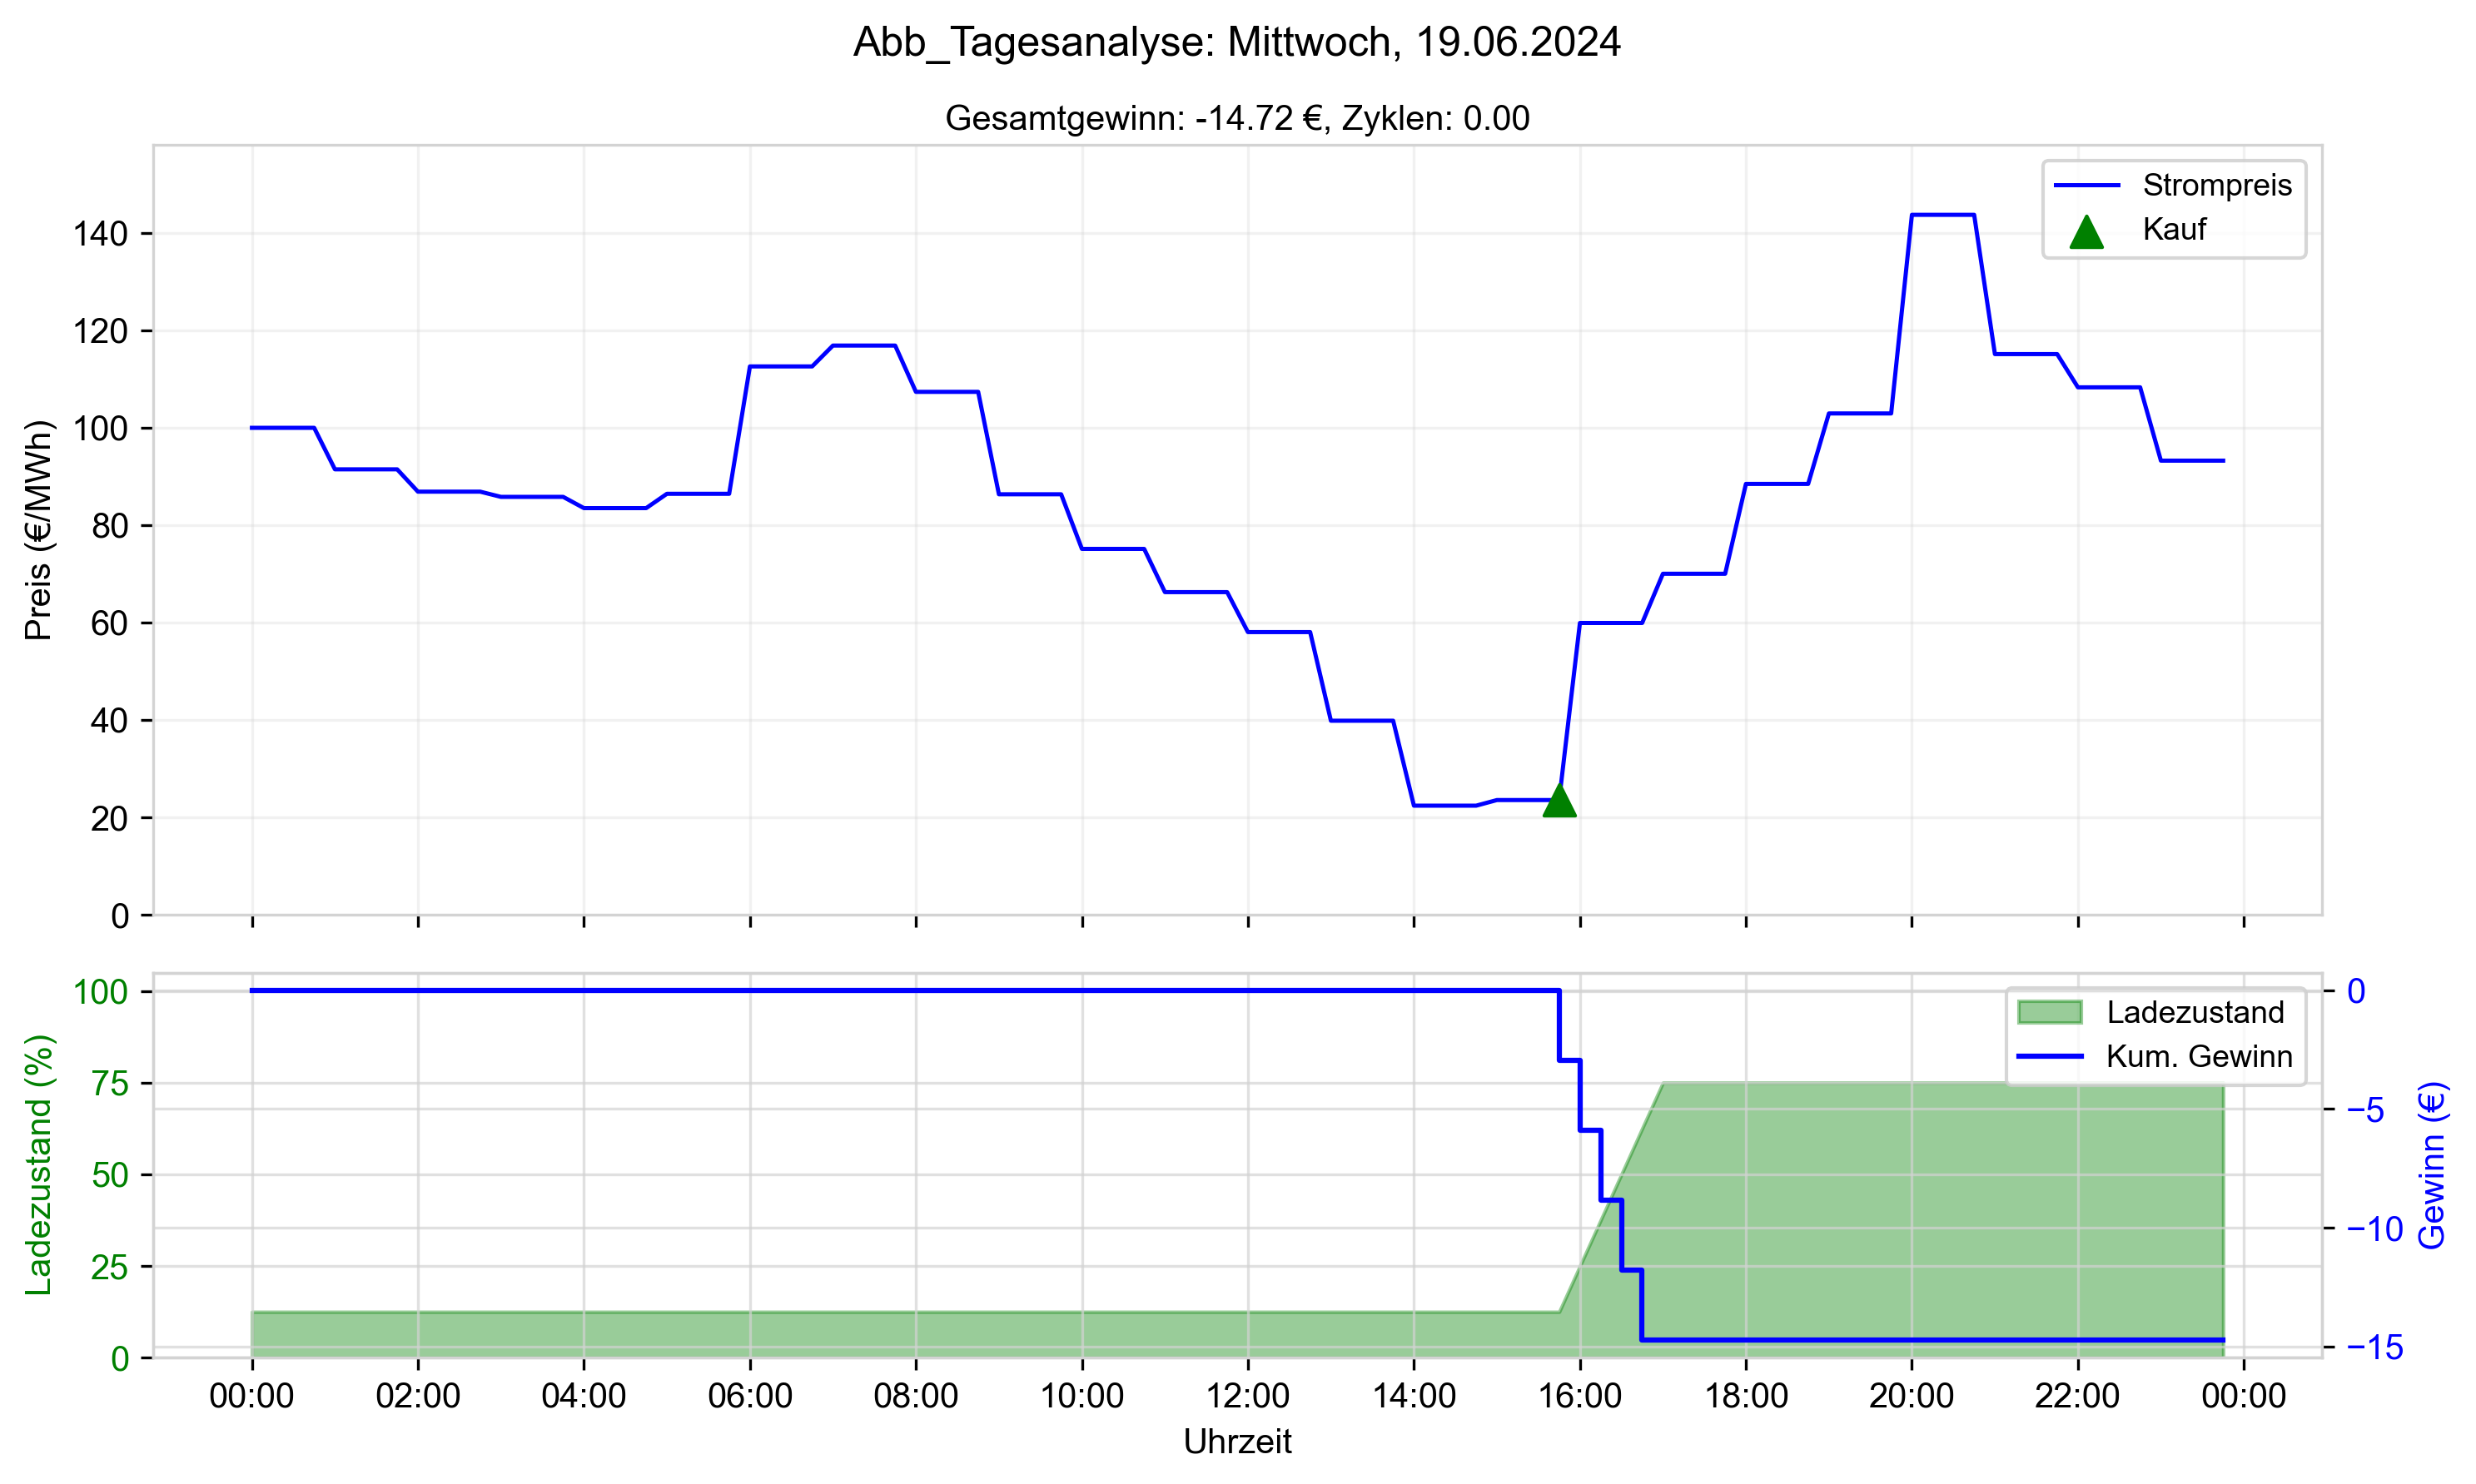 Abb_Tagesanalyse: Mittwoch, 19.06.2024
Gesamtgewinn: -14.72 €, Zyklen: 0.00
Preis (€/MWh)
140
120
100
80
60
40
20
0
Strompreis
Kauf
Ladezustand (%)
100
75
50
25
0
Ladezustand
Kum. Gewinn
0
−5
−10
−15
Gewinn (€)
00:00 02:00 04:00 06:00 08:00 10:00 12:00 14:00 16:00 18:00 20:00 22:00 00:00
Uhrzeit